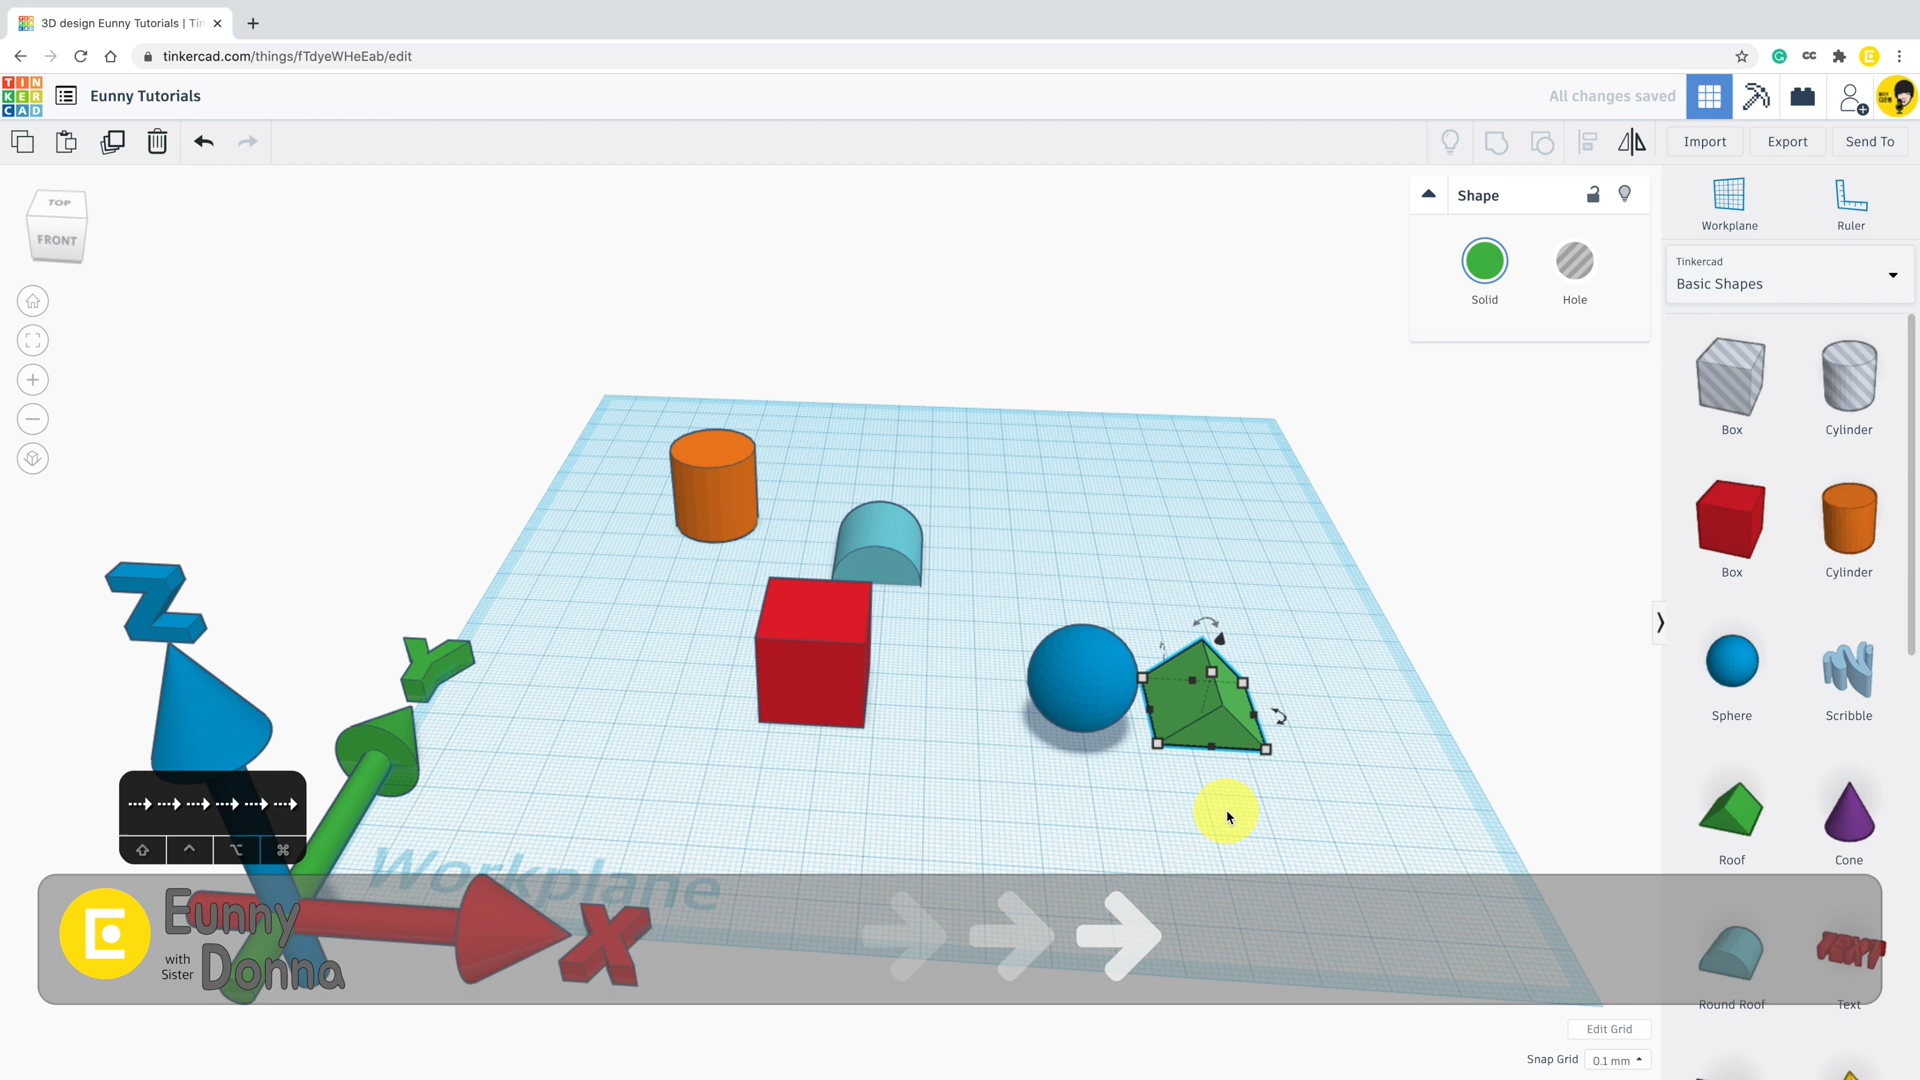 3D design Eunny Tutorials | Tin
tinkercad.com/things/fTdyeWHeEab/edit
CC
TIN
KER
CAD
Eunny Tutorials
All changes saved
Import
Export
Send To
TOP
FRONT
Shape
Solid
Hole
Workplane
Ruler
Tinkercad
Basic Shapes
Box
Cylinder
Box
Cylinder
Sphere
Scribble
Roof
Cone
Z
Y
X
Workplane
Eunny
with
Sister
Donna
TEXT
Round Roof
Text
Edit Grid
Snap Grid
0.1 mm